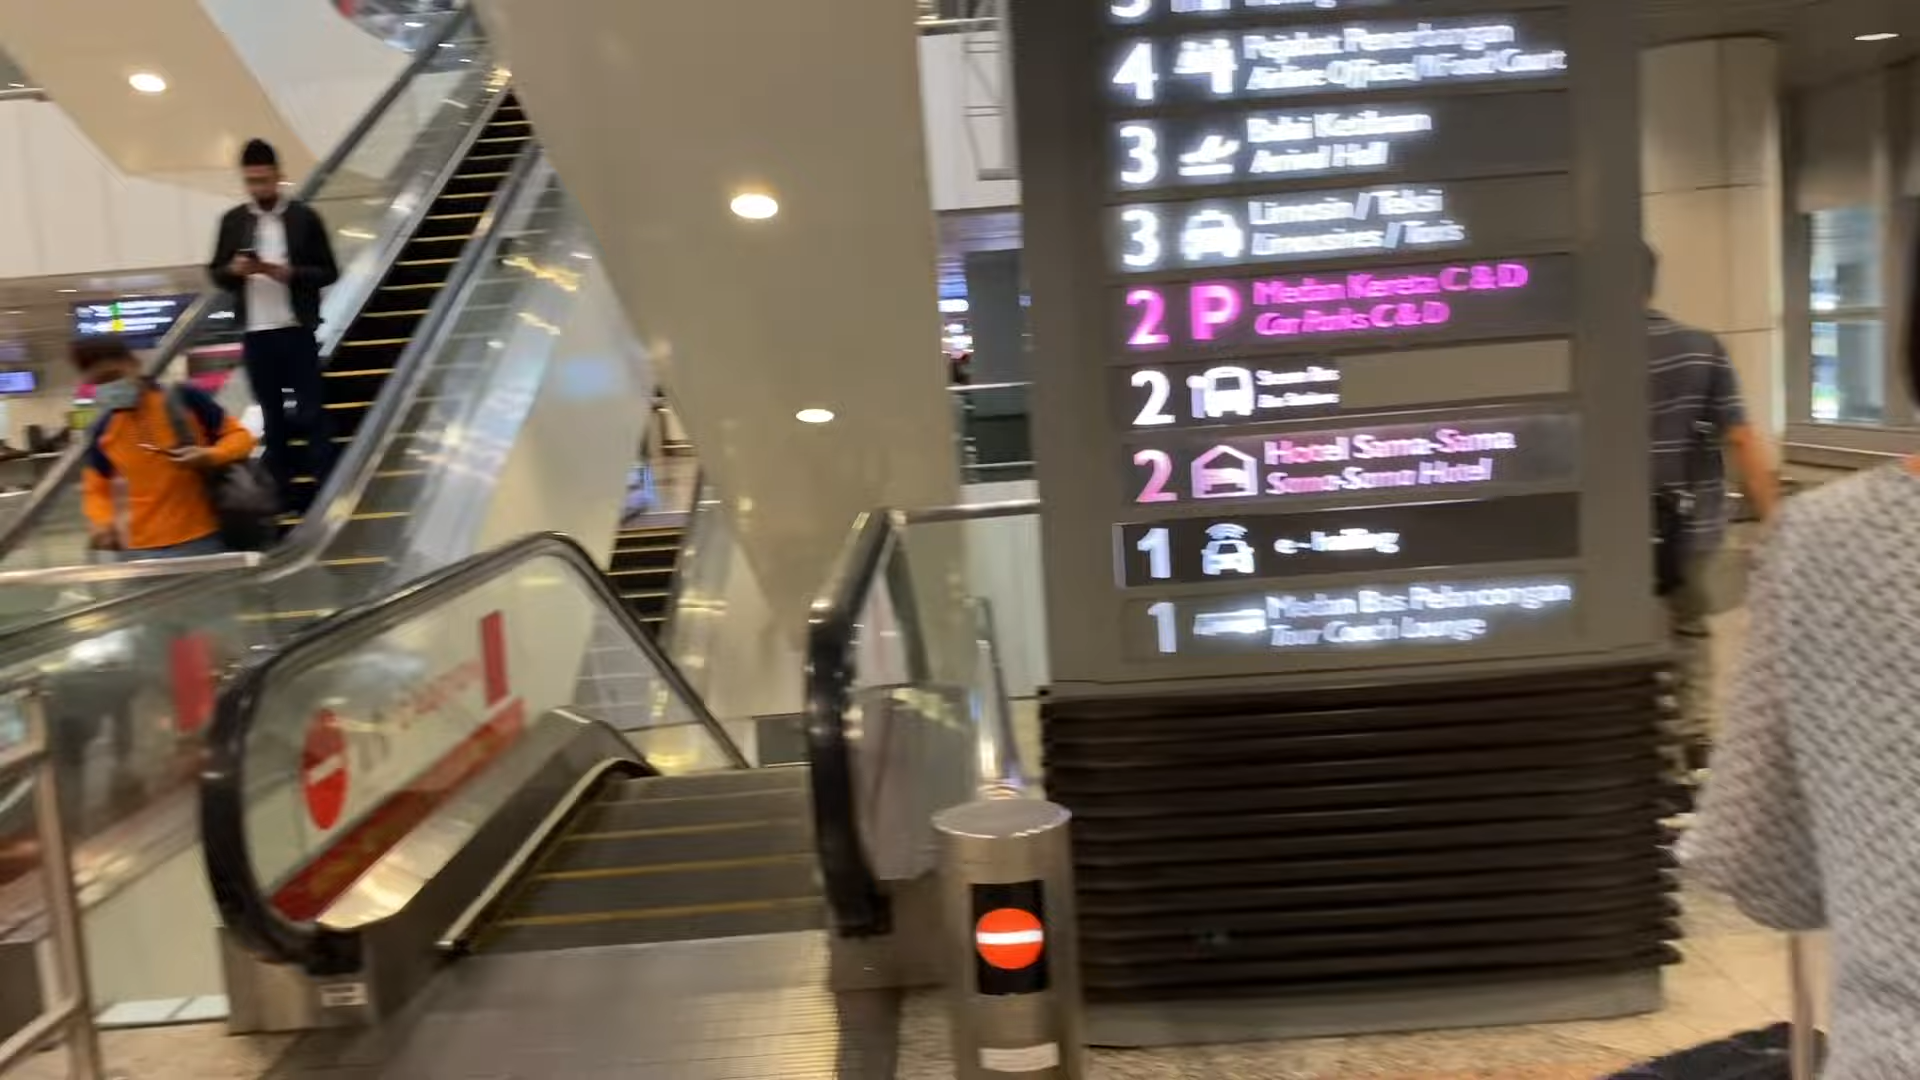 4 Pejabat Penerbangan
Airline Offices / Food Court
3 Balai Ketibaan
Arrival Hall
3 Limosin / Teksi
Limousines / Taxis
2 P Medan Kereta C & D
Car Parks C & D
2
2 Hotel Sama-Sama
Sama-Sama Hotel
1 e-hailing
1 Medan Bas Pelancongan
Tour Coach Lounge